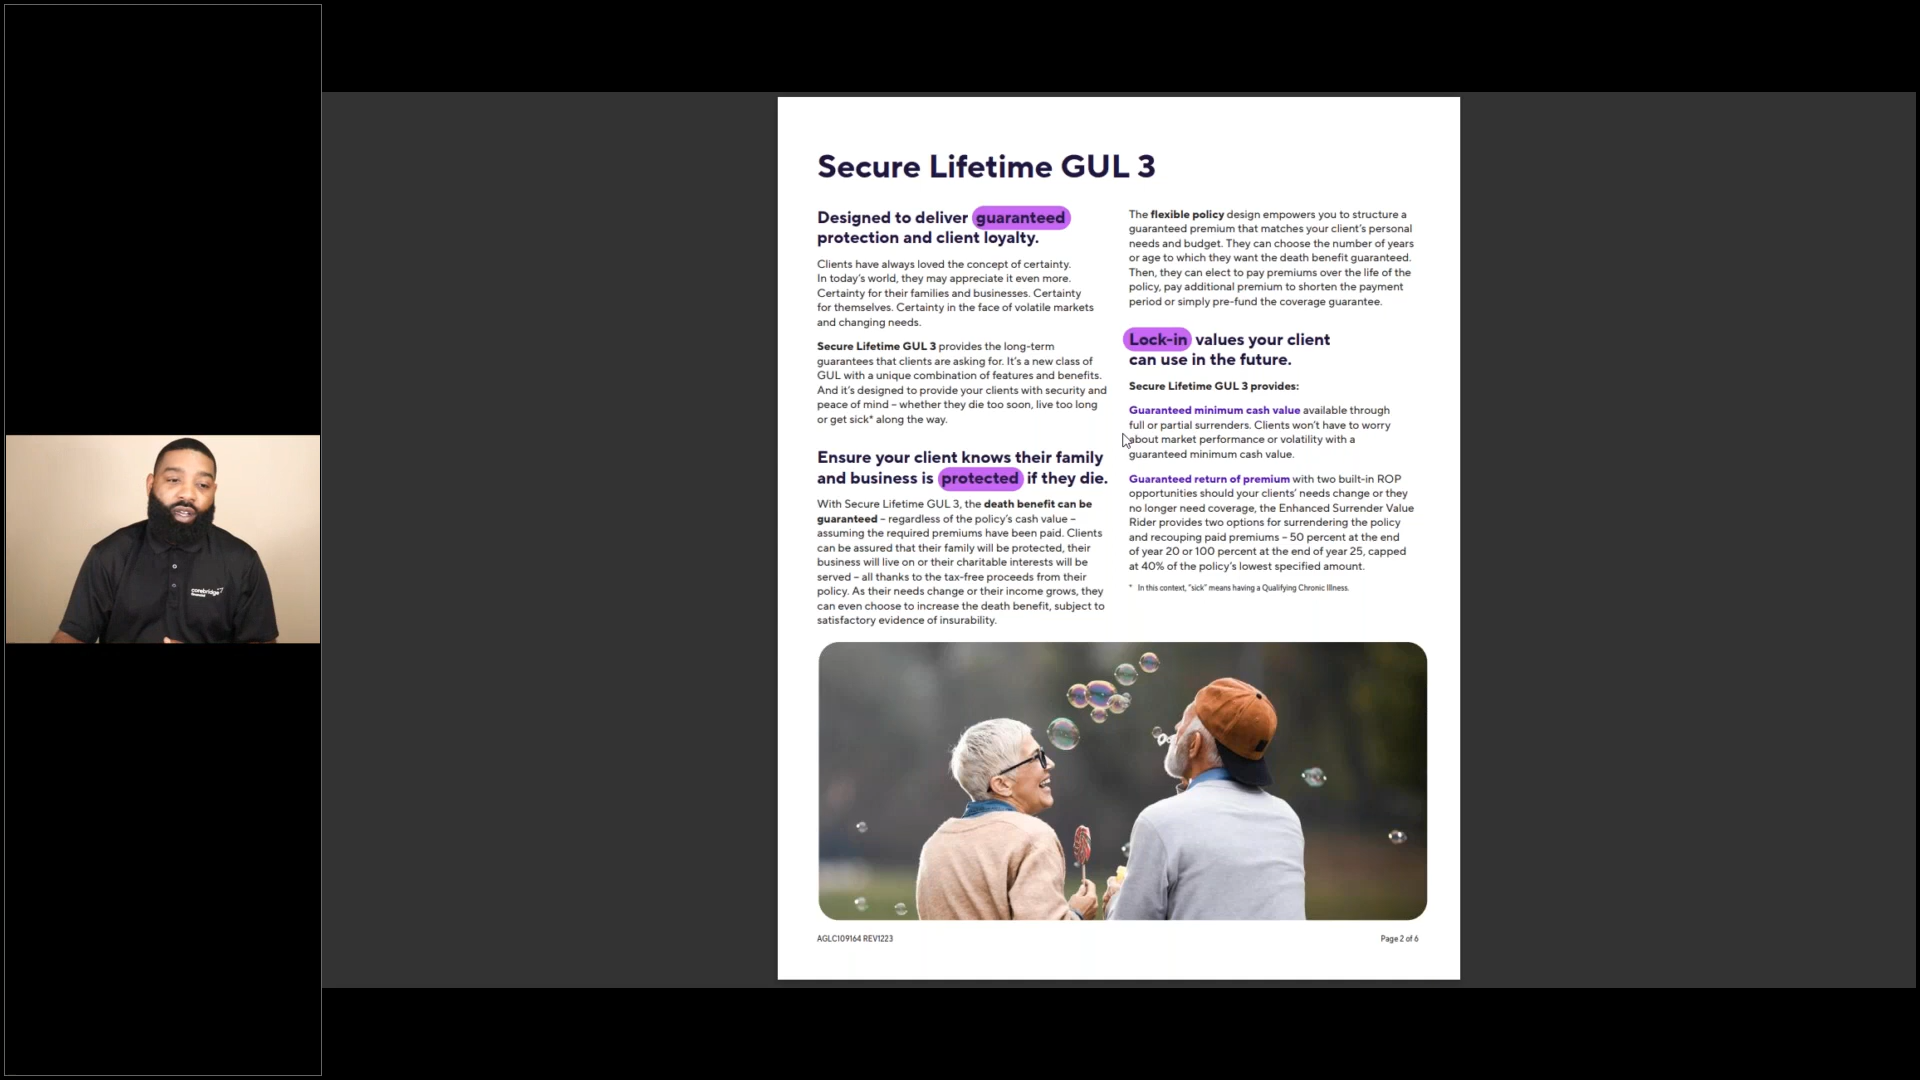 corebridge
financial
Secure Lifetime GUL 3
Designed to deliver guaranteed
protection and client loyalty.
Clients have always loved the concept of certainty.
In today's world, they may appreciate it even more.
Certainty for their families and businesses. Certainty
for themselves. Certainty in the face of volatile markets
and changing needs.
Secure Lifetime GUL 3 provides the long-term
guarantees that clients are asking for. It's a new class of
GUL with a unique combination of features and benefits.
And it's designed to provide your clients with security and
peace of mind – whether they die too soon, live too long
or get sick* along the way.
Ensure your client knows their family
and business is protected if they die.
With Secure Lifetime GUL 3, the death benefit can be
guaranteed – regardless of the policy's cash value –
assuming the required premiums have been paid. Clients
can be assured that their family will be protected, their
business will live on or their charitable interests will be
served – all thanks to the tax-free proceeds from their
policy. As their needs change or their income grows, they
can even choose to increase the death benefit, subject to
satisfactory evidence of insurability.
The flexible policy design empowers you to structure a
guaranteed premium that matches your client's personal
needs and budget. They can choose the number of years
or age to which they want the death benefit guaranteed.
Then, they can elect to pay premiums over the life of the
policy, pay additional premium to shorten the payment
period or simply pre-fund the coverage guarantee.
Lock-in values your client
can use in the future.
Secure Lifetime GUL 3 provides:
Guaranteed minimum cash value available through
full or partial surrenders. Clients won't have to worry
about market performance or volatility with a
guaranteed minimum cash value.
Guaranteed return of premium with two built-in ROP
opportunities should your clients' needs change or they
no longer need coverage, the Enhanced Surrender Value
Rider provides two options for surrendering the policy
and recouping paid premiums – 50 percent at the end
of year 20 or 100 percent at the end of year 25, capped
at 40% of the policy's lowest specified amount.
* In this context, "sick" means having a Qualifying Chronic Illness.
AGLC109164 REV1223
Page 2 of 6